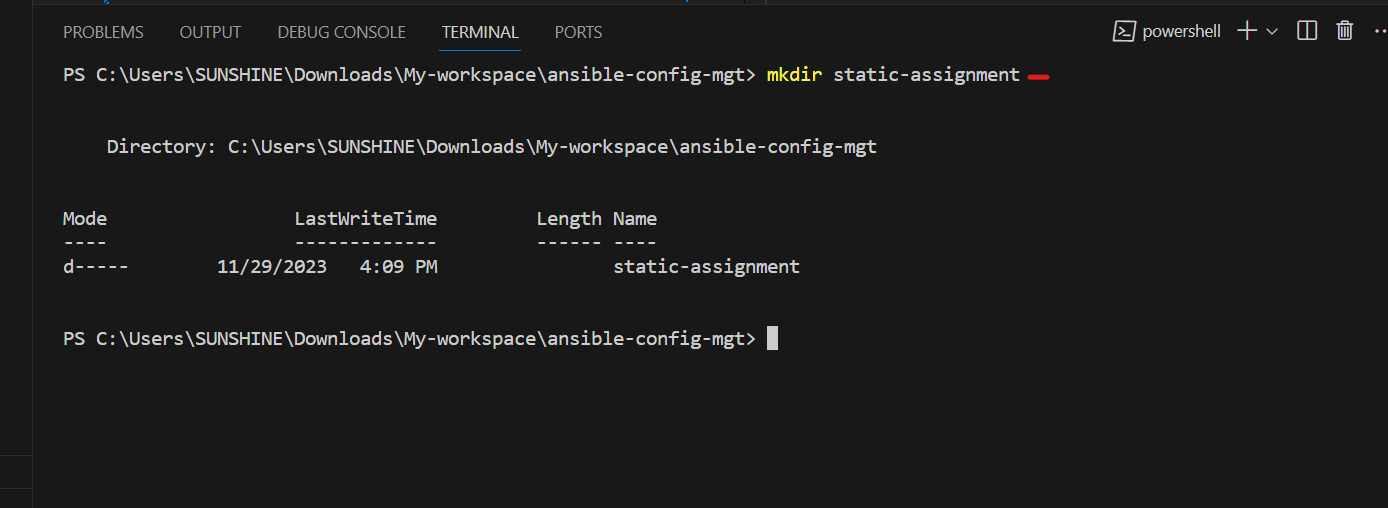 PROBLEMS OUTPUT DEBUG CONSOLE TERMINAL PORTS powershell
PS C:\Users\SUNSHINE\Downloads\My-workspace\ansible-config-mgt> mkdir static-assignment
Directory: C:\Users\SUNSHINE\Downloads\My-workspace\ansible-config-mgt
Mode LastWriteTime Length Name
---- ------------- ------ ----
d----- 11/29/2023 4:09 PM static-assignment
PS C:\Users\SUNSHINE\Downloads\My-workspace\ansible-config-mgt>